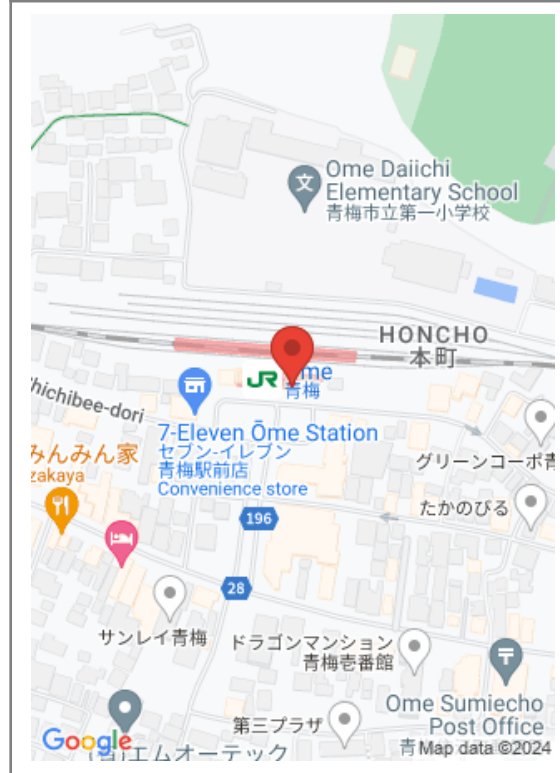 Ome Daiichi
Elementary School
青梅市立第一小学校
HONCHO
本町
JR
Ome
青梅
Chichibee-dori
7-Eleven Ōme Station
セブン-イレブン
青梅駅前店
Convenience store
みんみん家
zakaya
グリーンコーポ青
たかのびる
196
28
サンレイ青梅
ドラゴンマンション
青梅壱番館
Ome Sumiecho
Post Office
青
第三プラザ
エムオーテック
Google
Map data ©2024